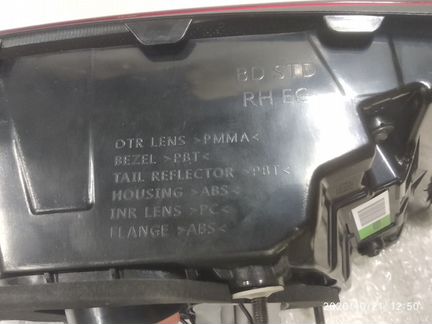 BD STD
RH EC
OTR LENS >PMMA<
BEZEL >PBT<
TAIL REFLECTOR >PBT<
HOUSING >ABS<
INR LENS >PC<
FLANGE >ABS<
2020/10/21 12:50